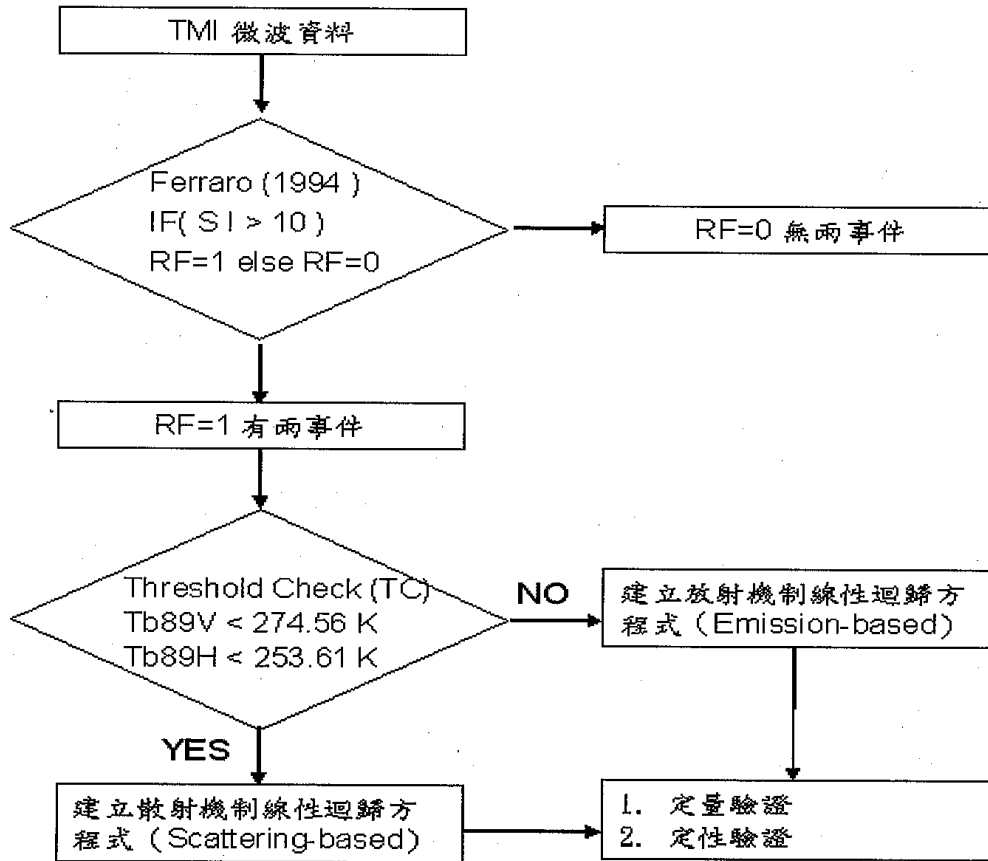 TMI 微波資料
Ferraro (1994 )
IF( S I > 10 )
RF=1 else RF=0
RF=0 無雨事件
RF=1 有雨事件
Threshold Check (TC)
Tb89V < 274.56 K
Tb89H < 253.61 K
NO
建立放射機制線性迴歸方
程式 (Emission-based)
YES
建立散射機制線性迴歸方
程式 (Scattering-based)
1. 定量驗證
2. 定性驗證